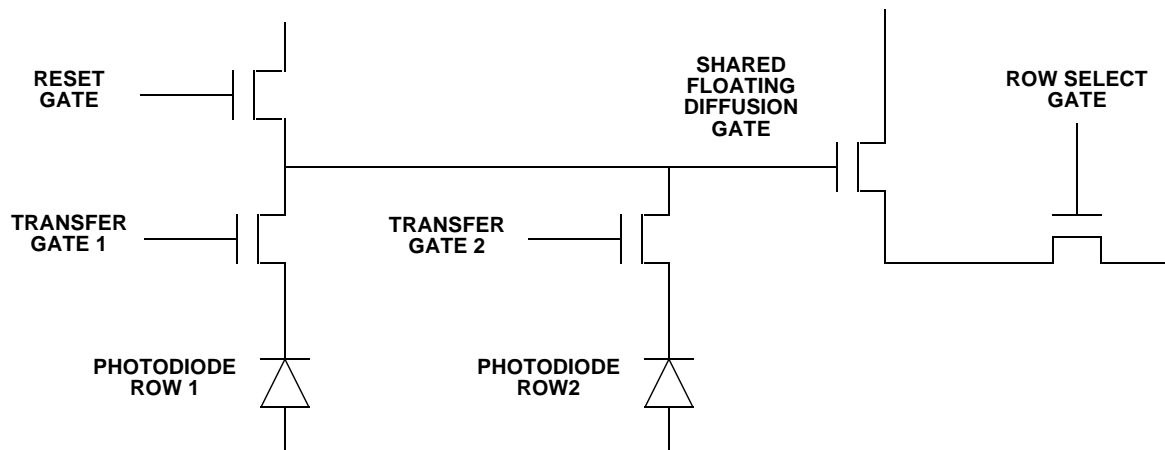 RESET
GATE
SHARED
FLOATING
DIFFUSION
GATE
ROW SELECT
GATE
TRANSFER
GATE 1
TRANSFER
GATE 2
PHOTODIODE
ROW 1
PHOTODIODE
ROW2